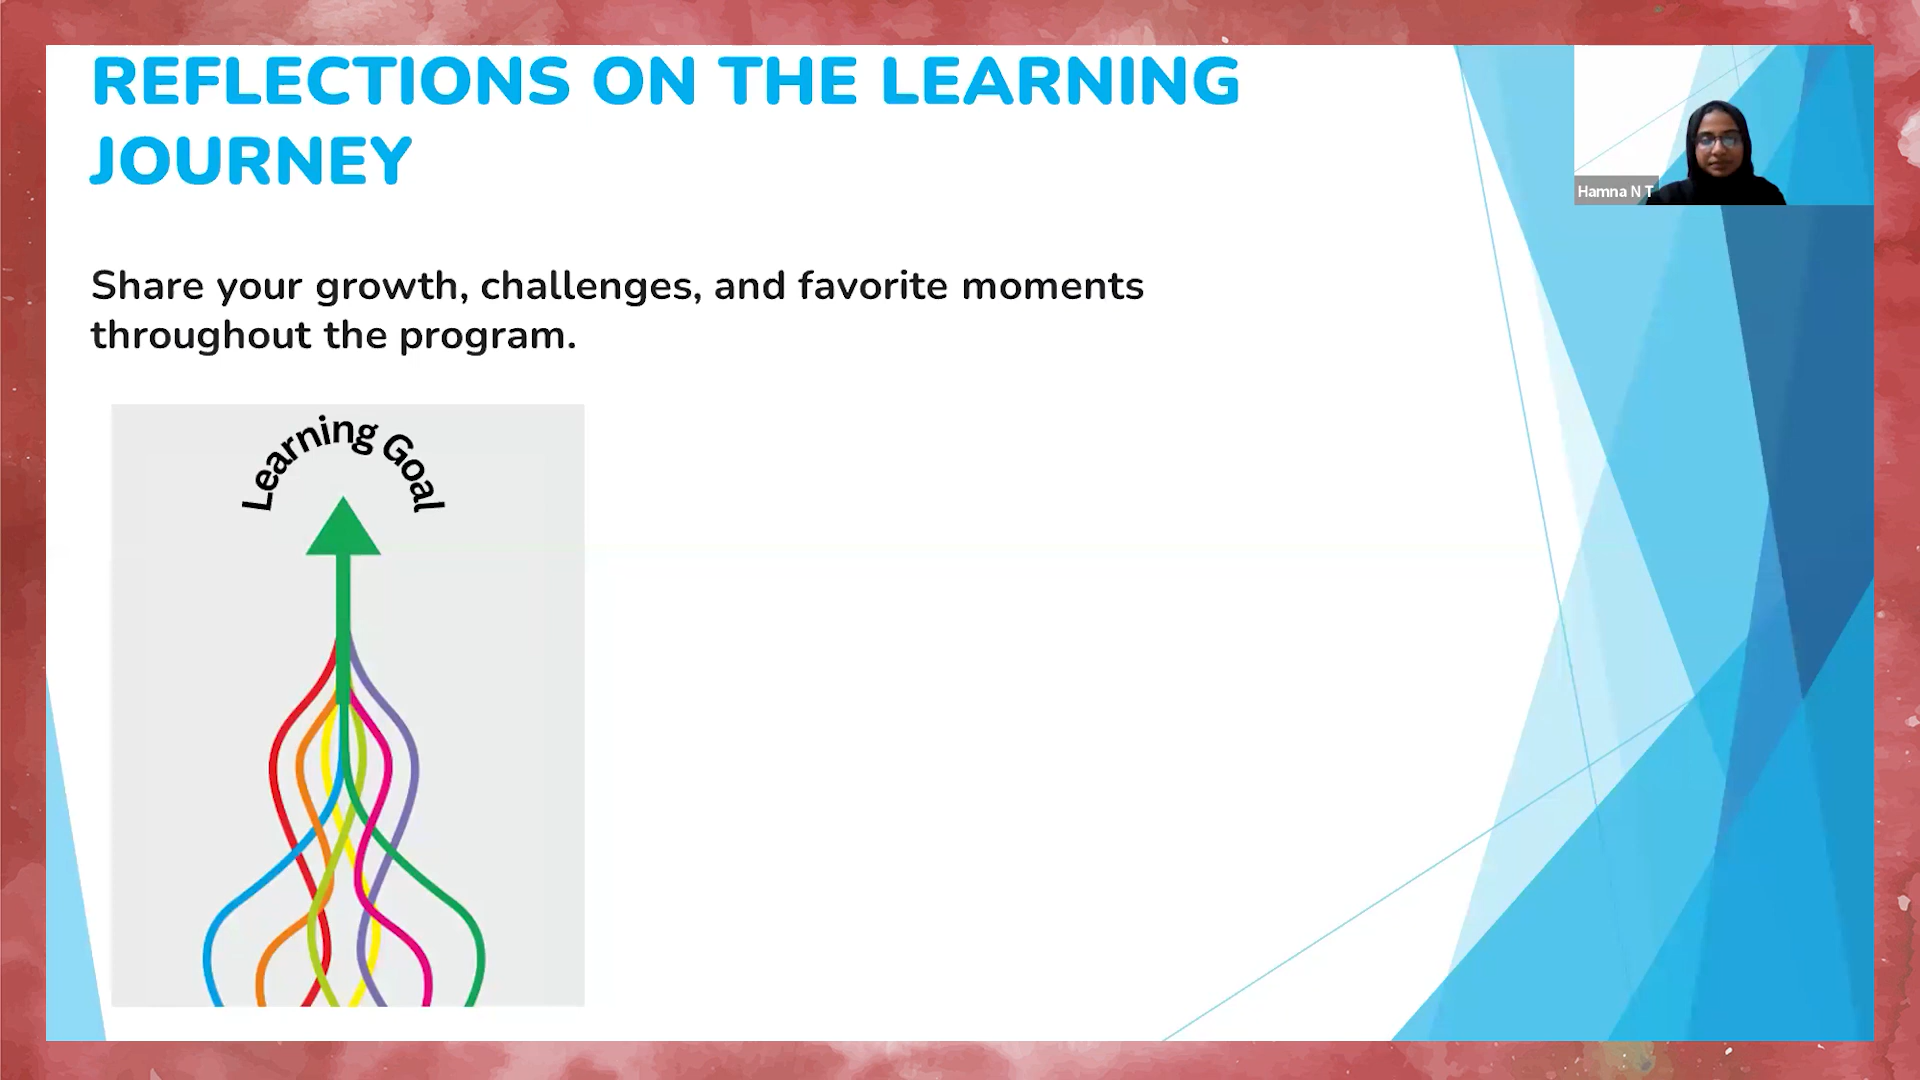 REFLECTIONS ON THE LEARNING
JOURNEY
Hamna N T
Share your growth, challenges, and favorite moments
throughout the program.
Learning Goal